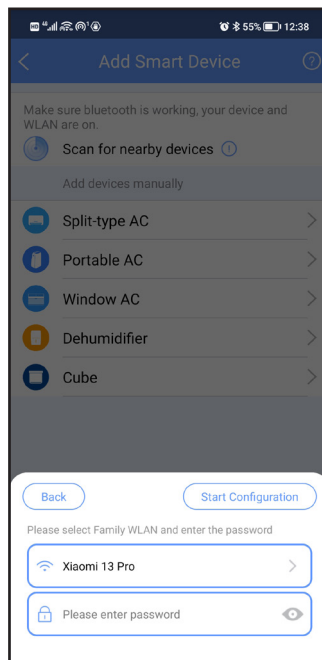 55% 12:38
Add Smart Device
Make sure bluetooth is working, your device and
WLAN are on.
Scan for nearby devices
Add devices manually
Split-type AC
Portable AC
Window AC
Dehumidifier
Cube
Back
Start Configuration
Please select Family WLAN and enter the password
Xiaomi 13 Pro
Please enter password